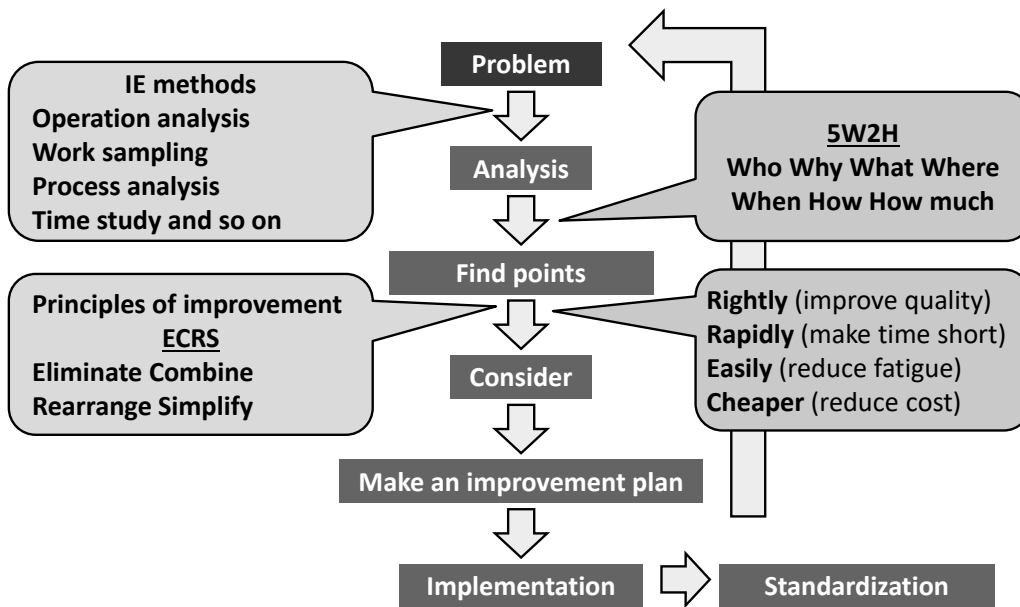 Problem
IE methods
Operation analysis
Work sampling
Process analysis
Time study and so on
Analysis
5W2H
Who Why What Where
When How How much
Find points
Principles of improvement
ECRS
Eliminate Combine
Rearrange Simplify
Rightly (improve quality)
Rapidly (make time short)
Easily (reduce fatigue)
Cheaper (reduce cost)
Consider
Make an improvement plan
Implementation
Standardization